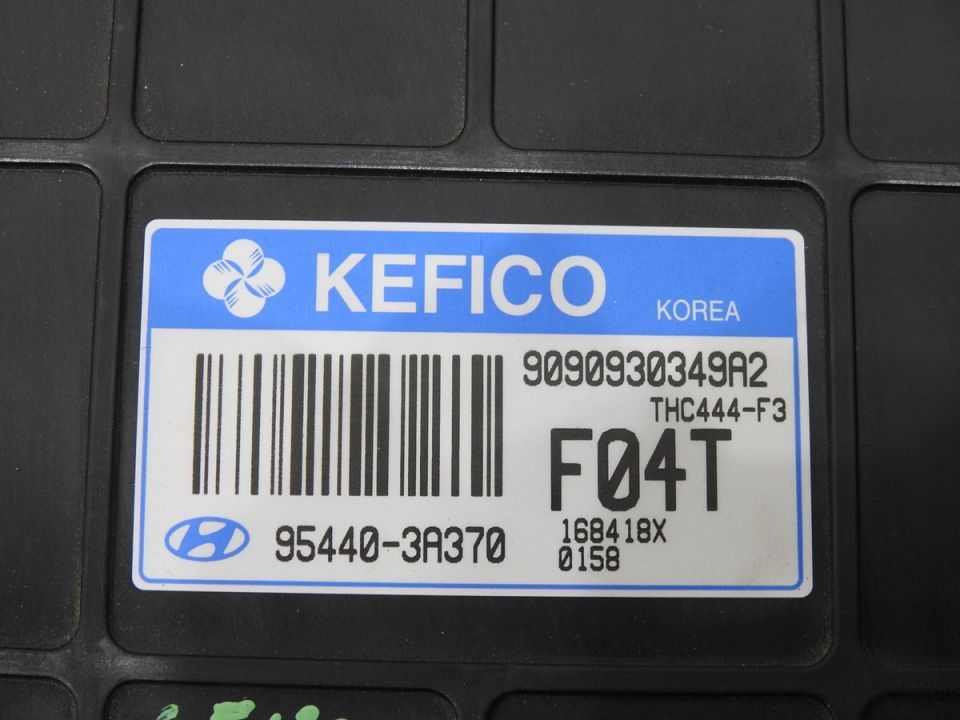 KEFICO KOREA
9090930349A2
THC444-F3
F04T
168418X
95440-3A370
0158